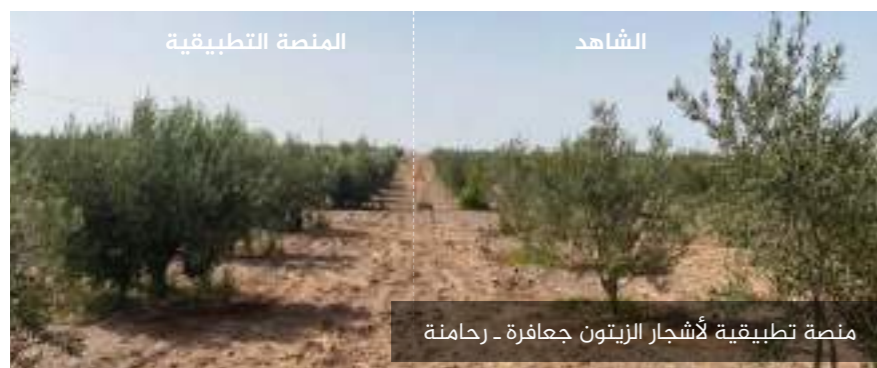 الشاهد
المنصة التطبيقية
منصة تطبيقية لأشجار الزيتون جعافرة - رحامنة